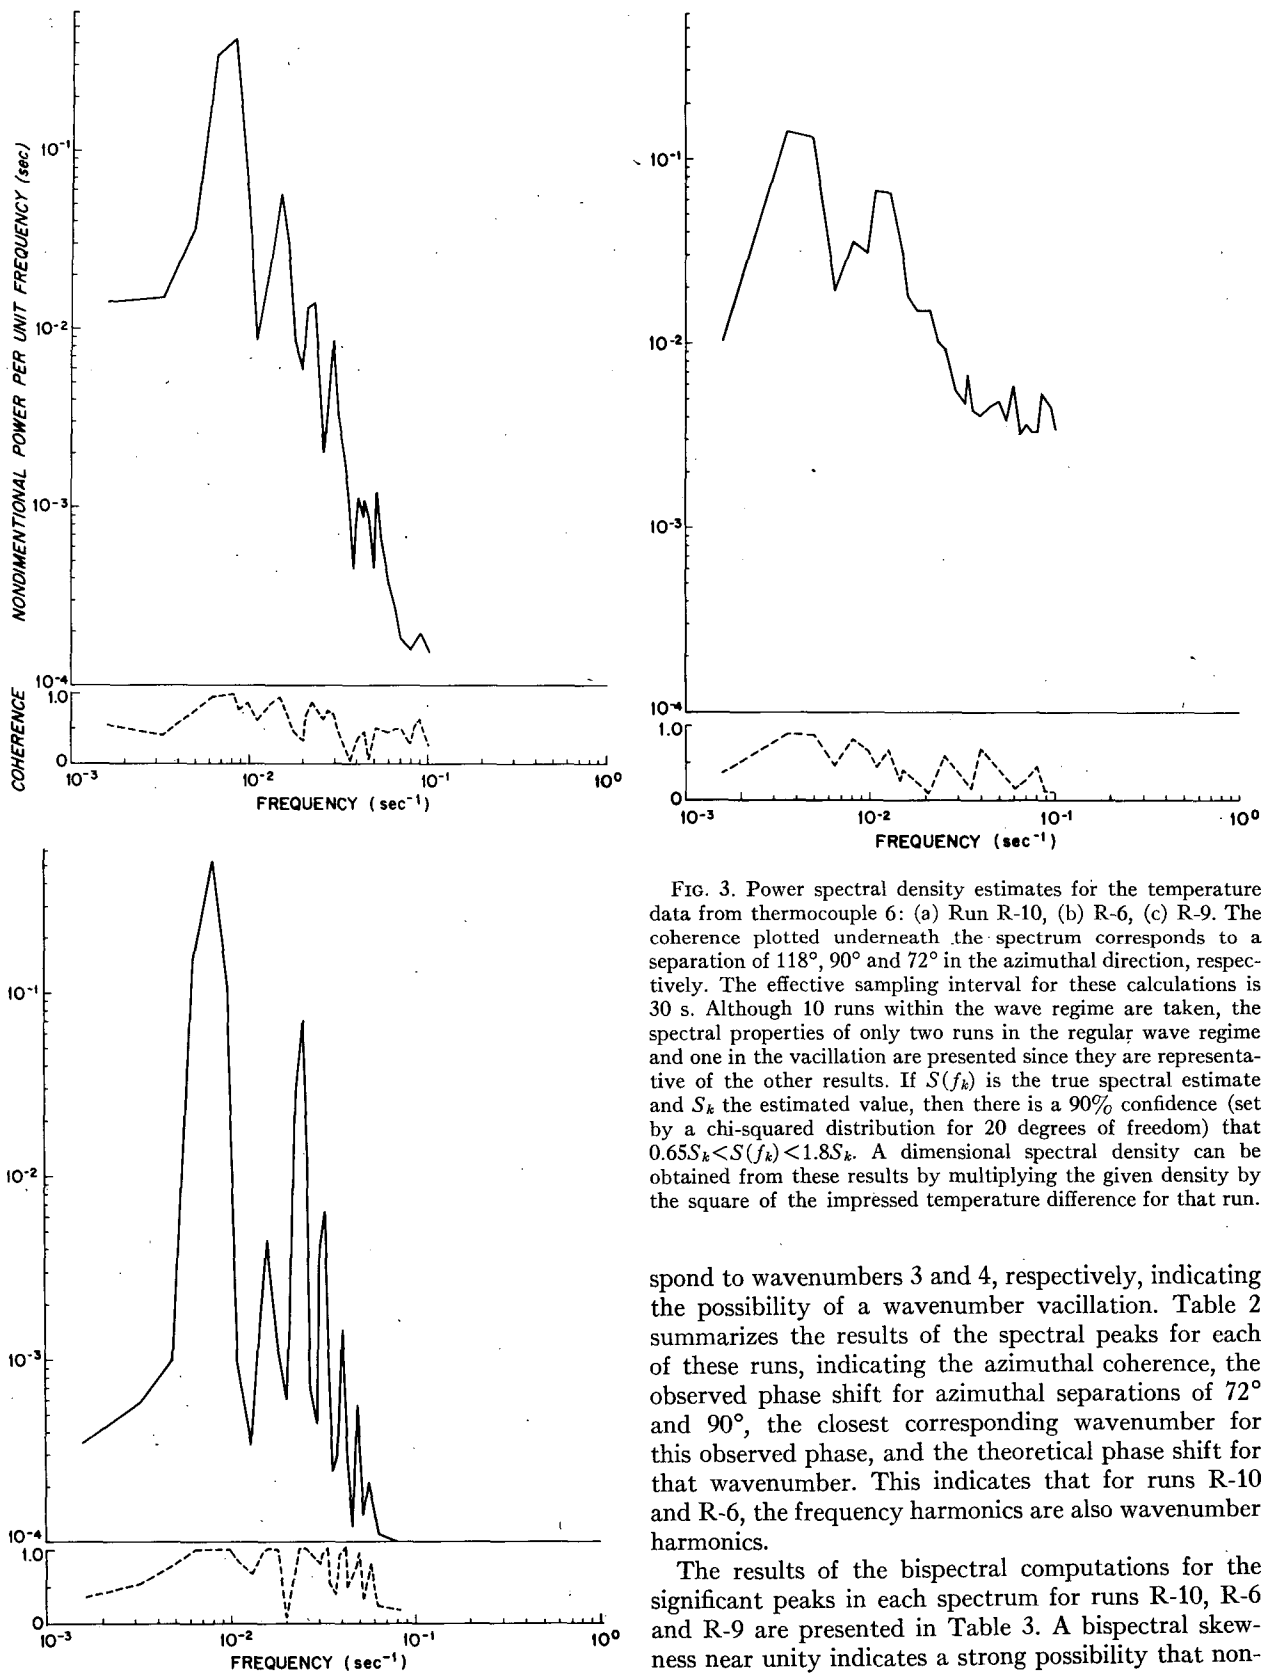 NONDIMENTIONAL POWER PER UNIT FREQUENCY (sec)
10⁻¹
10⁻²
10⁻³
10⁻⁴
COHERENCE
1.0
0
10⁻³ 10⁻² 10⁻¹ 10⁰
FREQUENCY (sec⁻¹)
10⁻¹
10⁻²
10⁻³
10⁻⁴
1.0
0
10⁻³ 10⁻² 10⁻¹ 10⁰
FREQUENCY (sec⁻¹)
10⁻¹
10⁻²
10⁻³
10⁻⁴
1.0
0
10⁻³ 10⁻² 10⁻¹ 10⁰
FREQUENCY (sec⁻¹)
FIG. 3. Power spectral density estimates for the temperature
data from thermocouple 6: (a) Run R-10, (b) R-6, (c) R-9. The
coherence plotted underneath the spectrum corresponds to a
separation of 118°, 90° and 72° in the azimuthal direction, respec-
tively. The effective sampling interval for these calculations is
30 s. Although 10 runs within the wave regime are taken, the
spectral properties of only two runs in the regular wave regime
and one in the vacillation are presented since they are representa-
tive of the other results. If S(fₖ) is the true spectral estimate
and Sₖ the estimated value, then there is a 90% confidence (set
by a chi-squared distribution for 20 degrees of freedom) that
0.65Sₖ<S(fₖ)<1.8Sₖ. A dimensional spectral density can be
obtained from these results by multiplying the given density by
the square of the impressed temperature difference for that run.
spond to wavenumbers 3 and 4, respectively, indicating
the possibility of a wavenumber vacillation. Table 2
summarizes the results of the spectral peaks for each
of these runs, indicating the azimuthal coherence, the
observed phase shift for azimuthal separations of 72°
and 90°, the closest corresponding wavenumber for
this observed phase, and the theoretical phase shift for
that wavenumber. This indicates that for runs R-10
and R-6, the frequency harmonics are also wavenumber
harmonics.
The results of the bispectral computations for the
significant peaks in each spectrum for runs R-10, R-6
and R-9 are presented in Table 3. A bispectral skew-
ness near unity indicates a strong possibility that non-